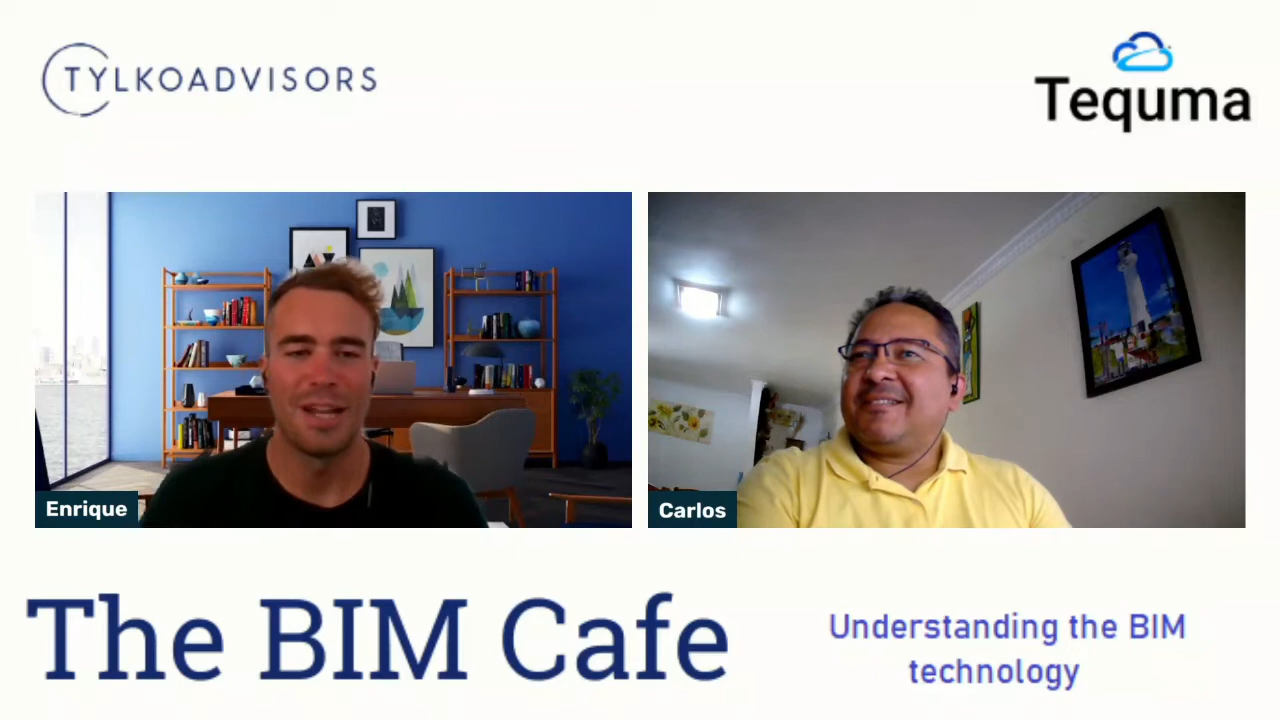 TYLKOADVISORS
Tequma
Enrique
Carlos
The BIM Cafe
Understanding the BIM
technology